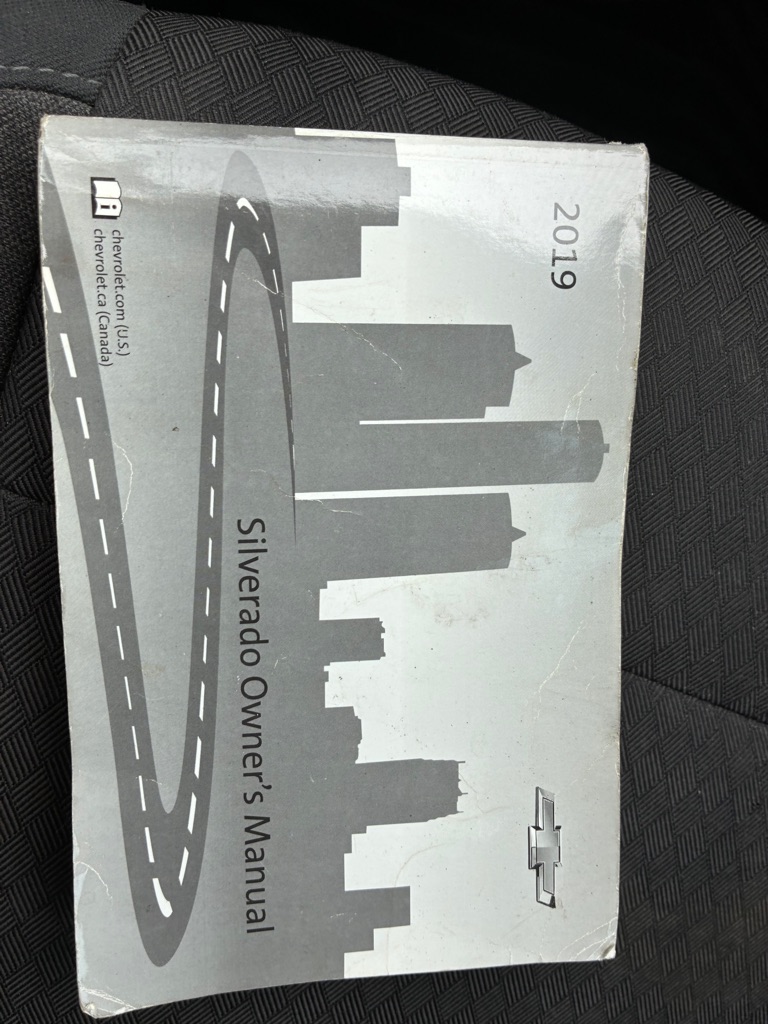 2019
Silverado Owner's Manual
chevrolet.com (U.S.)
chevrolet.ca (Canada)